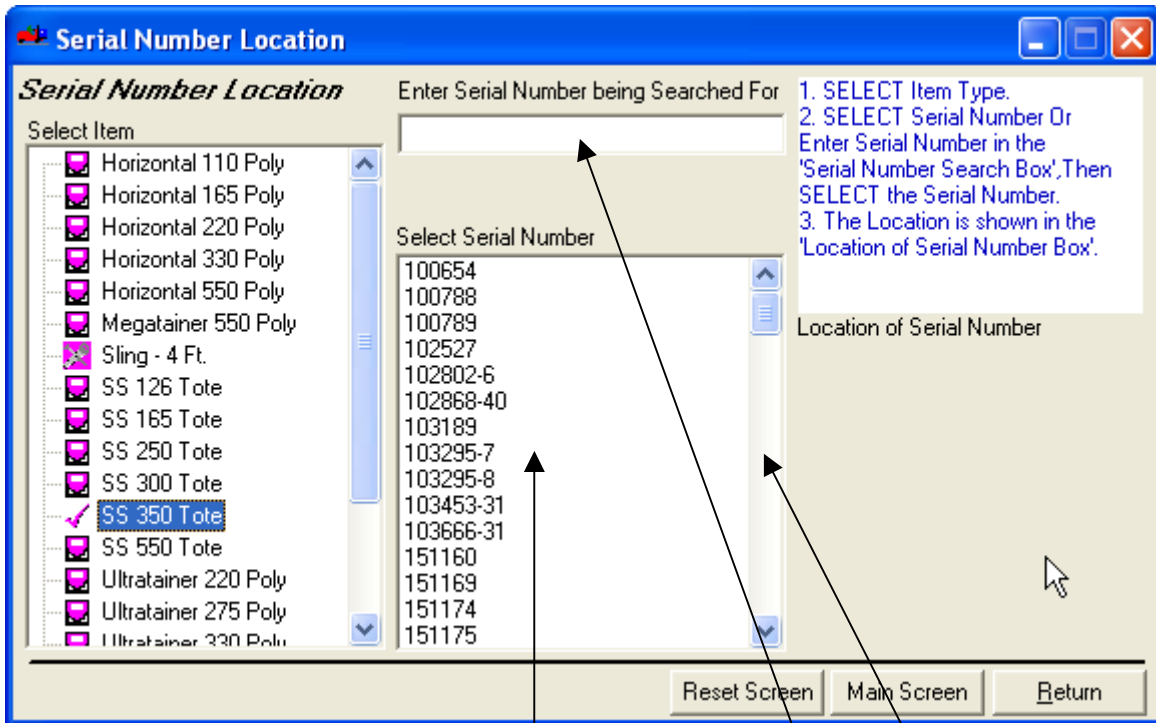 Serial Number Location
Serial Number Location
Select Item
Horizontal 110 Poly
Horizontal 165 Poly
Horizontal 220 Poly
Horizontal 330 Poly
Horizontal 550 Poly
Megatainer 550 Poly
Sling - 4 Ft.
SS 126 Tote
SS 165 Tote
SS 250 Tote
SS 300 Tote
SS 350 Tote
SS 550 Tote
Ultratainer 220 Poly
Ultratainer 275 Poly
Ultratainer 330 Poly
Enter Serial Number being Searched For
Select Serial Number
100654
100788
100789
102527
102802-6
102868-40
103189
103295-7
103295-8
103453-31
103666-31
151160
151169
151174
151175
1. SELECT Item Type.
2. SELECT Serial Number Or
Enter Serial Number in the
'Serial Number Search Box',Then
SELECT the Serial Number.
3. The Location is shown in the
'Location of Serial Number Box'.
Location of Serial Number
Reset Screen
Main Screen
Return